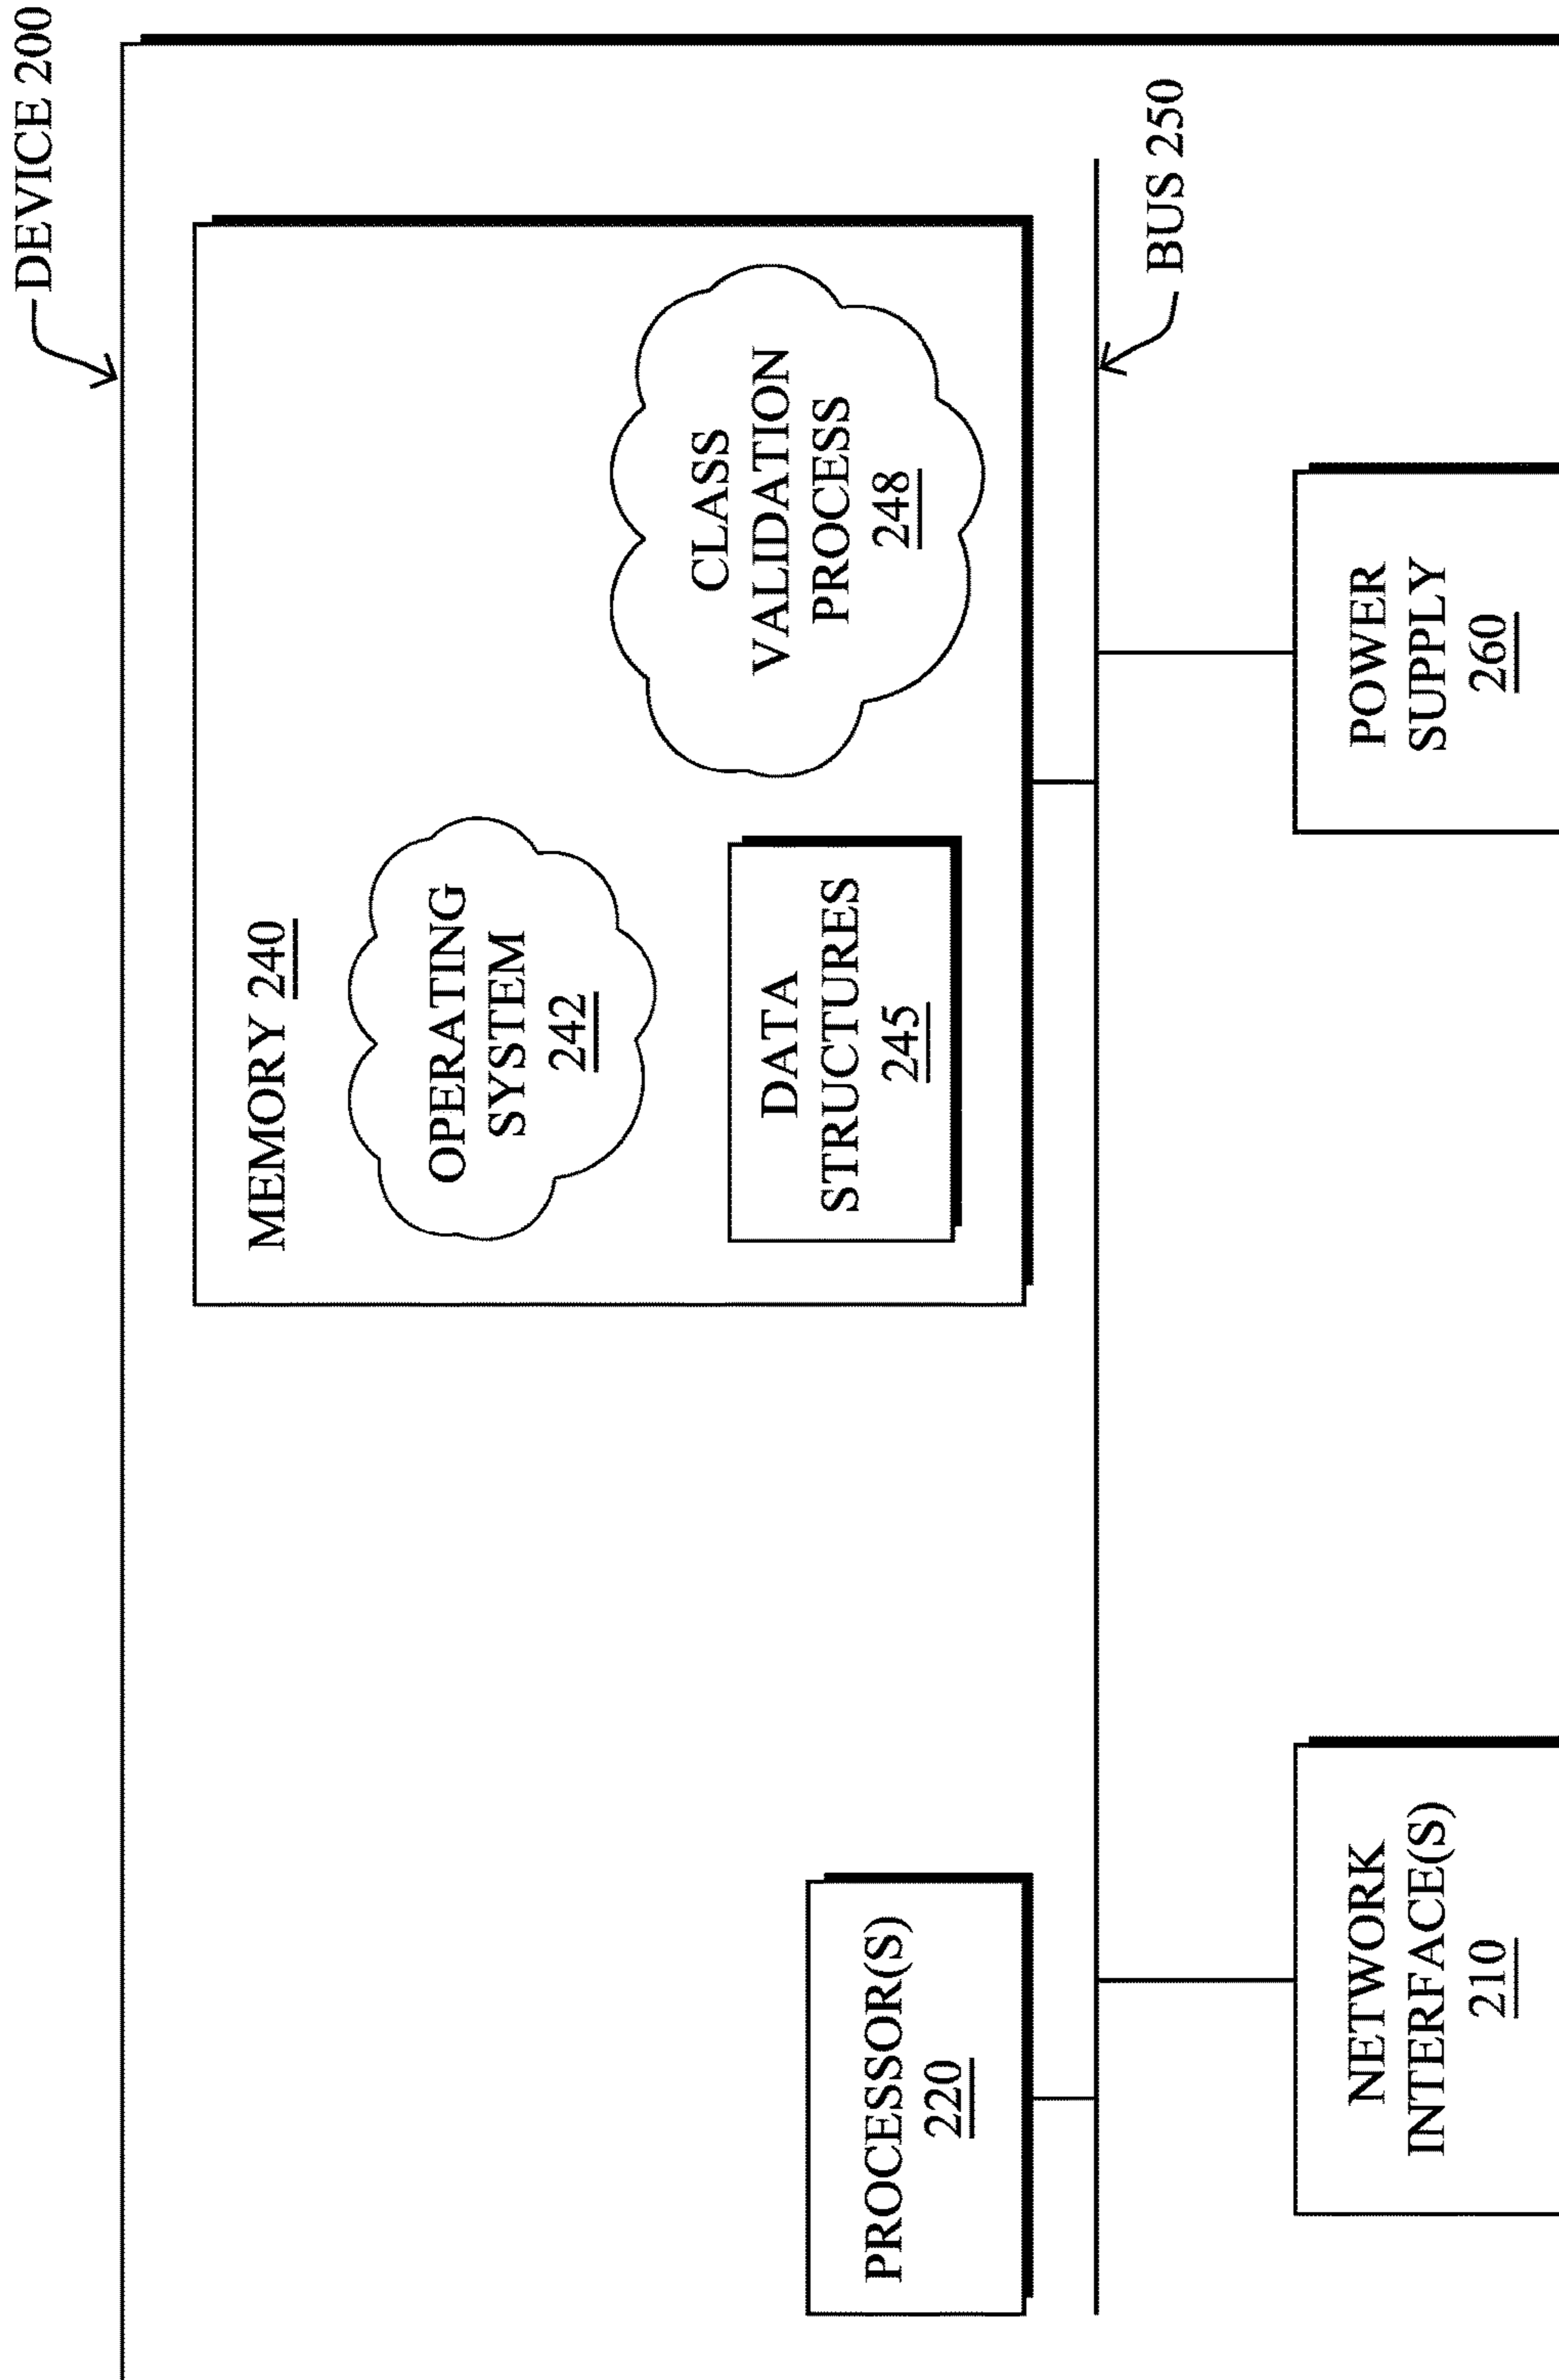 DEVICE 200
MEMORY 240
OPERATING
SYSTEM
242
DATA
STRUCTURES
245
CLASS
VALIDATION
PROCESS
248
PROCESSOR(S)
220
BUS 250
NETWORK
INTERFACE(S)
210
POWER
SUPPLY
260